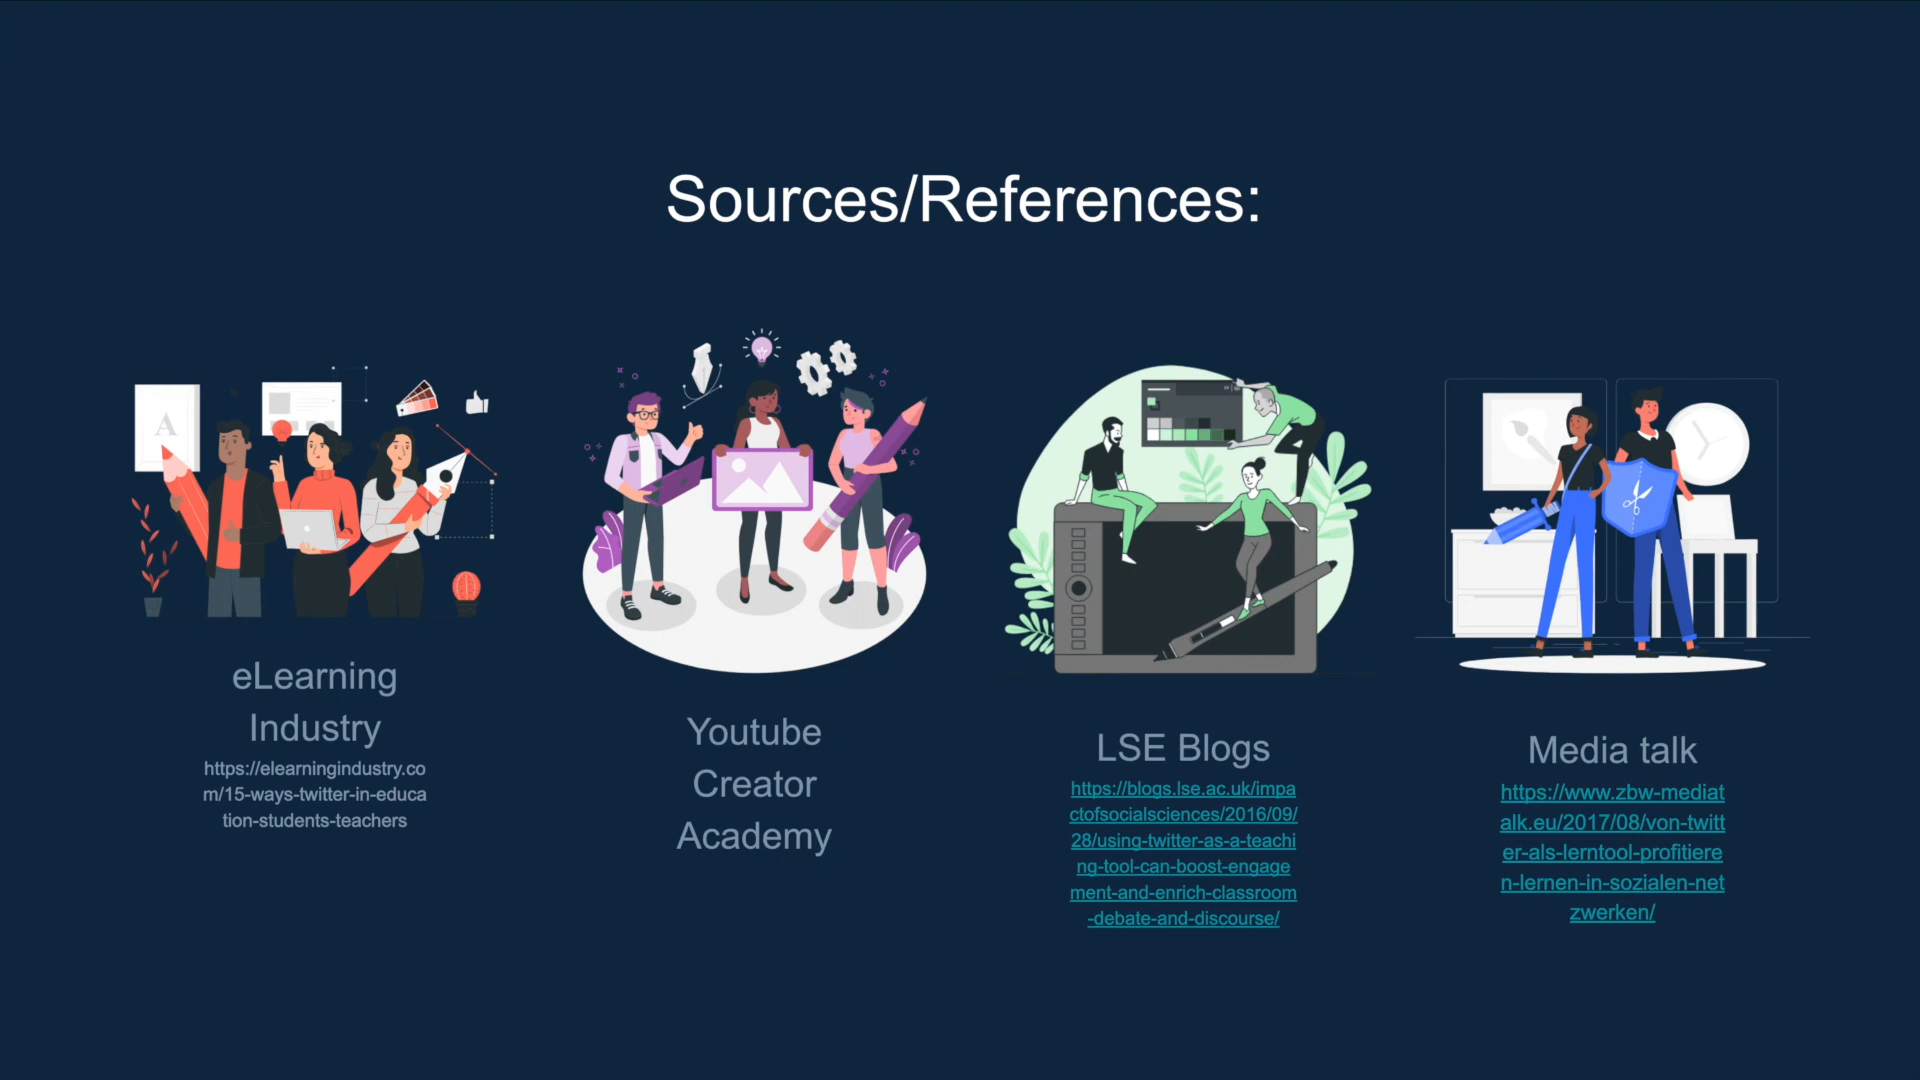 Sources/References:
A
eLearning
Industry
https://elearningindustry.co
m/15-ways-twitter-in-educa
tion-students-teachers
Youtube
Creator
Academy
LSE Blogs
https://blogs.lse.ac.uk/impa
ctofsocialsciences/2016/09/
28/using-twitter-as-a-teachi
ng-tool-can-boost-engage
ment-and-enrich-classroom
-debate-and-discourse/
Media talk
https://www.zbw-mediat
alk.eu/2017/08/von-twitt
er-als-lerntool-profitiere
n-lernen-in-sozialen-net
zwerken/